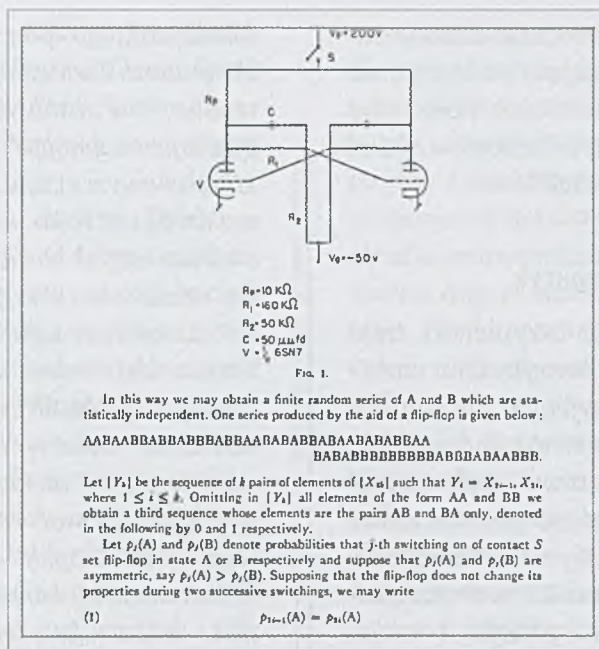 Vp=200V
S
Rp
C
R₁
V
R₂
Vg=-50v
Rp=10 KΩ
R₁=160 KΩ
R₂=50 KΩ
C =50 μμfd
V = ½ 6SN7
FIG. 1.
In this way we may obtain a finite random series of A and B which are sta-
tistically independent. One series produced by the aid of a flip-flop is given below:
AABAABBABBABBBABBAABABABBABAABABABBAA
BABABBBBBBBBBBABBBABAABBB.
Let {Yₖ} be the sequence of k pairs of elements of {X₂ₖ} such that Yᵢ = X₂ᵢ₋₁, X₂ᵢ,
where 1 ≤ i ≤ k. Omitting in {Yₖ} all elements of the form AA and BB we
obtain a third sequence whose elements are the pairs AB and BA only, denoted
in the following by 0 and 1 respectively.
Let pⱼ(A) and pⱼ(B) denote probabilities that j-th switching on of contact S
set flip-flop in state A or B respectively and suppose that pⱼ(A) and pⱼ(B) are
asymmetric, say pⱼ(A) > pⱼ(B). Supposing that the flip-flop does not change its
properties during two successive switchings, we may write
(1) p₂ᵢ₋₁(A) = p₂ᵢ(A)